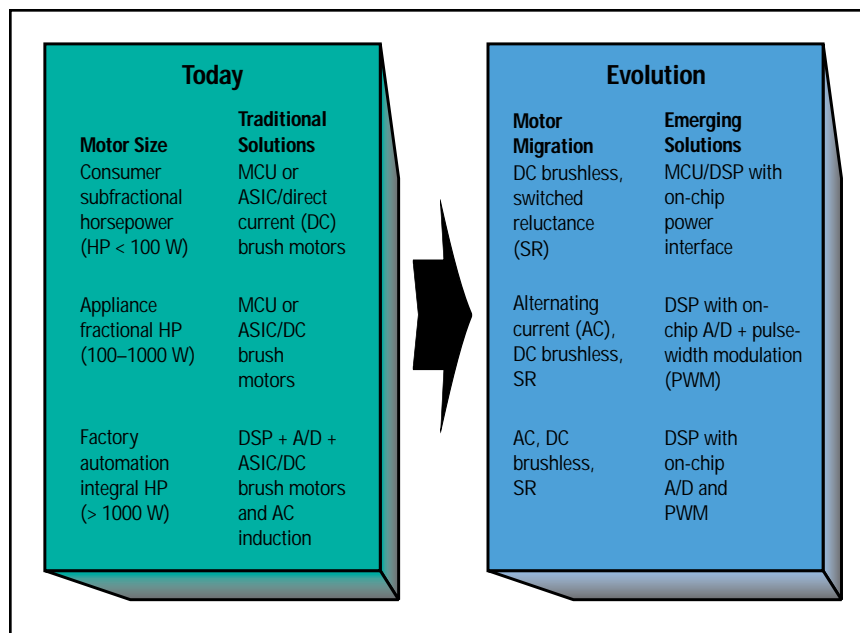 Today
Motor Size
Traditional
Solutions
Consumer
subfractional
horsepower
(HP < 100 W)
MCU or
ASIC/direct
current (DC)
brush motors
Appliance
fractional HP
(100–1000 W)
MCU or
ASIC/DC
brush
motors
Factory
automation
integral HP
(> 1000 W)
DSP + A/D +
ASIC/DC
brush motors
and AC
induction
Evolution
Motor
Migration
Emerging
Solutions
DC brushless,
switched
reluctance
(SR)
MCU/DSP with
on-chip
power
interface
Alternating
current (AC),
DC brushless,
SR
DSP with on-
chip A/D + pulse-
width modulation
(PWM)
AC, DC
brushless,
SR
DSP with
on-chip
A/D and
PWM